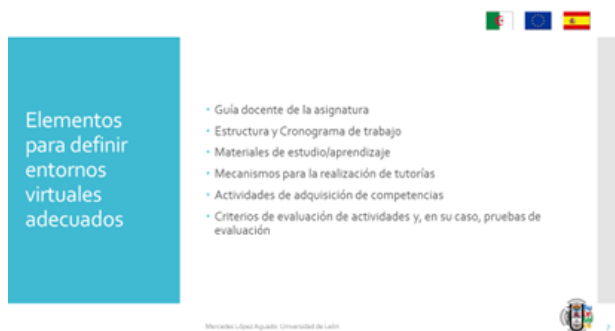 Elementos
para definir
entornos
virtuales
adecuados
• Guía docente de la asignatura
• Estructura y Cronograma de trabajo
• Materiales de estudio/aprendizaje
• Mecanismos para la realización de tutorías
• Actividades de adquisición de competencias
• Criterios de evaluación de actividades y, en su caso, pruebas de
evaluación
Mercedes López Aguado. Universidad de León
7